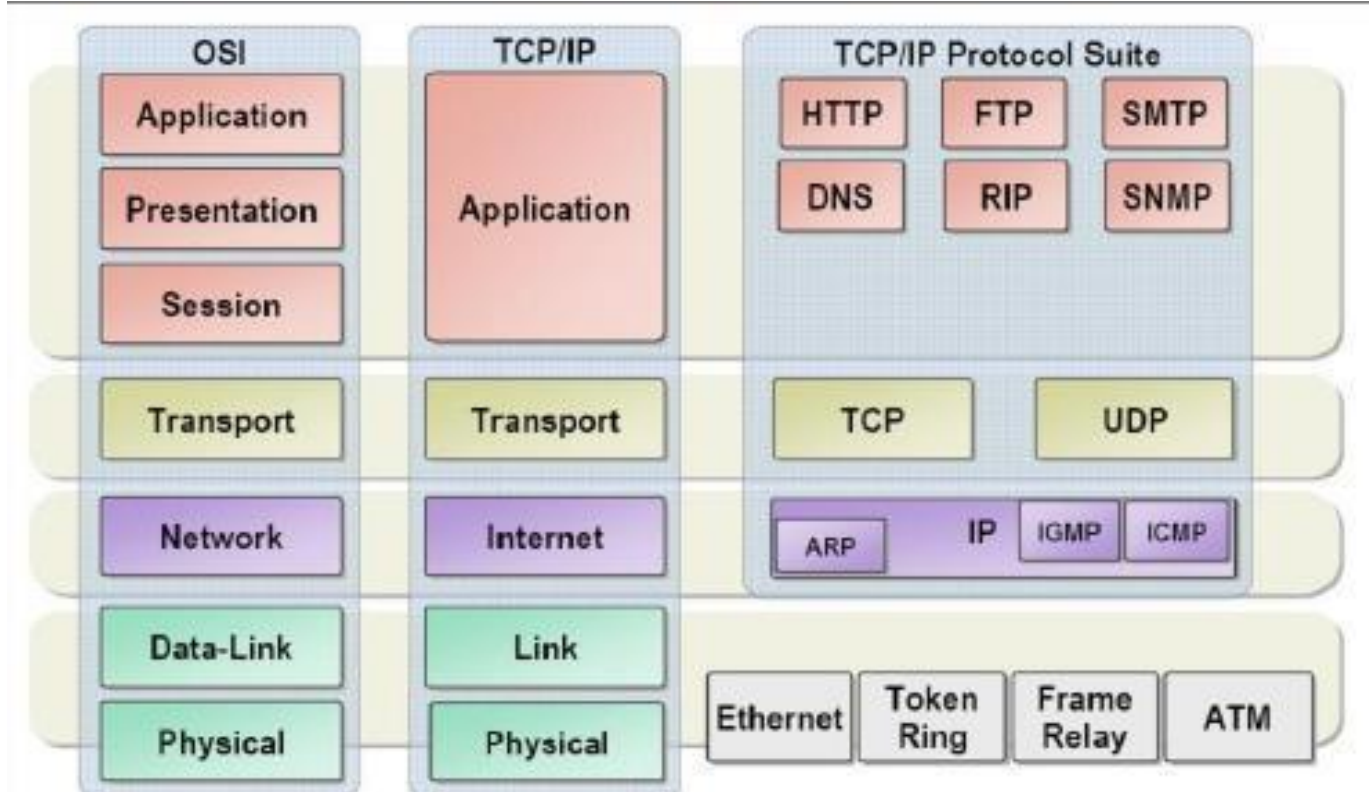 OSI
TCP/IP
TCP/IP Protocol Suite
Application
Presentation
Session
Application
HTTP
FTP
SMTP
DNS
RIP
SNMP
Transport
Transport
TCP
UDP
Network
Internet
ARP
IP
IGMP
ICMP
Data-Link
Link
Physical
Physical
Ethernet
Token
Ring
Frame
Relay
ATM